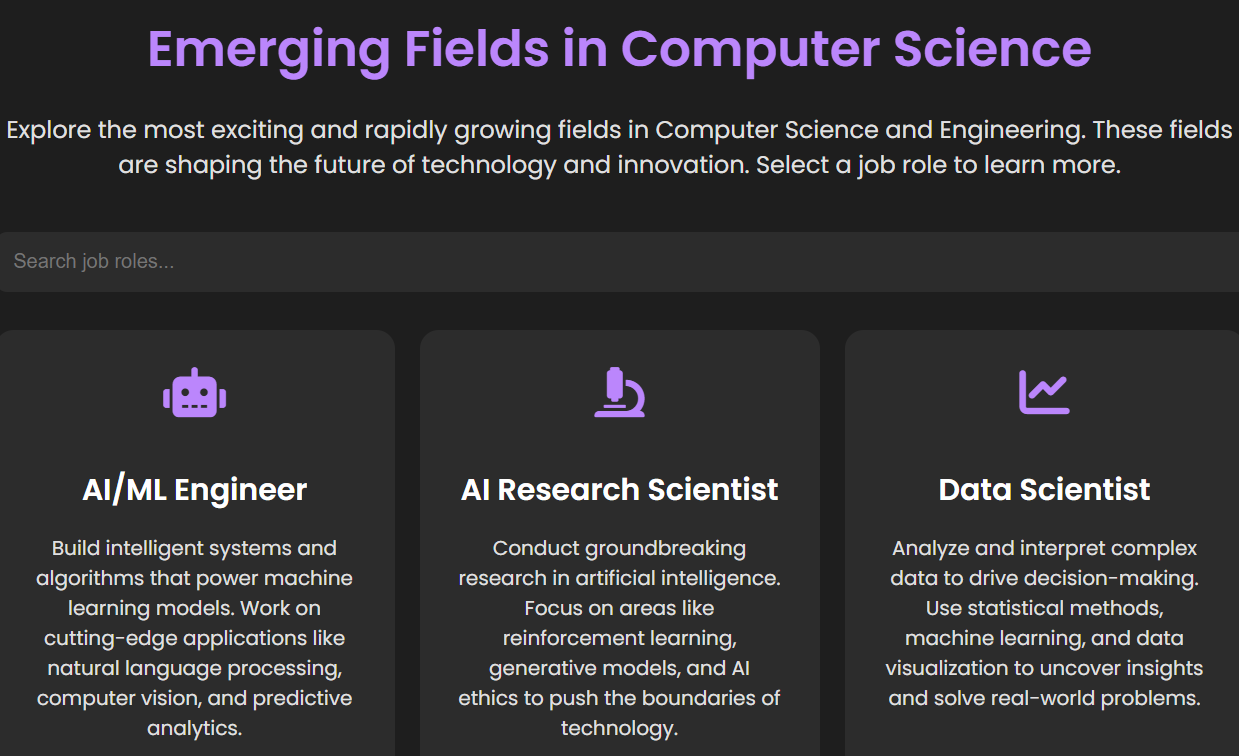 Emerging Fields in Computer Science
Explore the most exciting and rapidly growing fields in Computer Science and Engineering. These fields
are shaping the future of technology and innovation. Select a job role to learn more.
Search job roles...
AI/ML Engineer
Build intelligent systems and
algorithms that power machine
learning models. Work on
cutting-edge applications like
natural language processing,
computer vision, and predictive
analytics.
AI Research Scientist
Conduct groundbreaking
research in artificial intelligence.
Focus on areas like
reinforcement learning,
generative models, and AI
ethics to push the boundaries of
technology.
Data Scientist
Analyze and interpret complex
data to drive decision-making.
Use statistical methods,
machine learning, and data
visualization to uncover insights
and solve real-world problems.